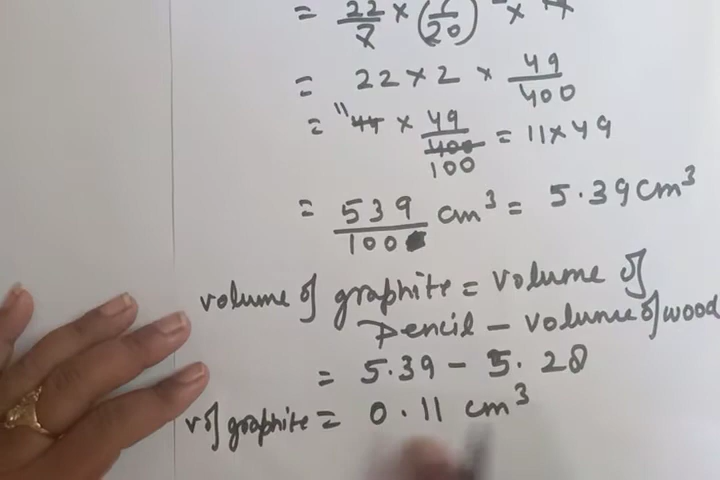 = 22/7 × (7/20)² × 14
= 22 × 2 × 49/400
= 11 44 × 49/400 100 = 11 × 49
= 539/100 cm³ = 5.39 cm³
volume of graphite = volume of
pencil – volume of wood
= 5.39 – 5.28
v of graphite = 0.11 cm³